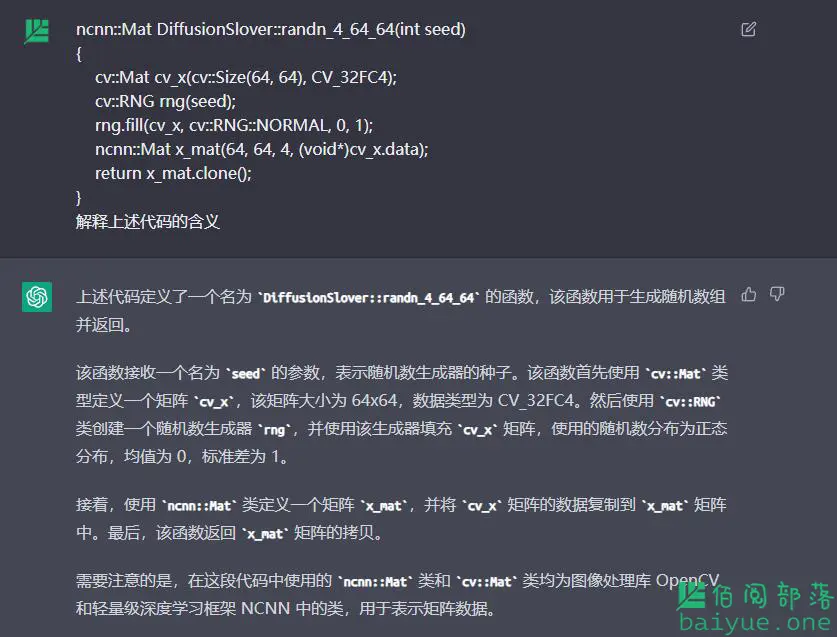 ncnn::Mat DiffusionSlover::randn_4_64_64(int seed)
{
cv::Mat cv_x(cv::Size(64, 64), CV_32FC4);
cv::RNG rng(seed);
rng.fill(cv_x, cv::RNG::NORMAL, 0, 1);
ncnn::Mat x_mat(64, 64, 4, (void*)cv_x.data);
return x_mat.clone();
}
解释上述代码的含义
上述代码定义了一个名为 `DiffusionSlover::randn_4_64_64` 的函数，该函数用于生成随机数组
并返回。
该函数接收一个名为 `seed` 的参数，表示随机数生成器的种子。该函数首先使用 `cv::Mat` 类
型定义一个矩阵 `cv_x`，该矩阵大小为 64x64，数据类型为 CV_32FC4。然后使用 `cv::RNG`
类创建一个随机数生成器 `rng`，并使用该生成器填充 `cv_x` 矩阵，使用的随机数分布为正态
分布，均值为 0，标准差为 1。
接着，使用 `ncnn::Mat` 类定义一个矩阵 `x_mat`，并将 `cv_x` 矩阵的数据复制到 `x_mat` 矩阵
中。最后，该函数返回 `x_mat` 矩阵的拷贝。
需要注意的是，在这段代码中使用的 `ncnn::Mat` 类和 `cv::Mat` 类均为图像处理库 OpenCV
和轻量级深度学习框架 NCNN 中的类，用于表示矩阵数据。
佰阅部落
baiyue.one